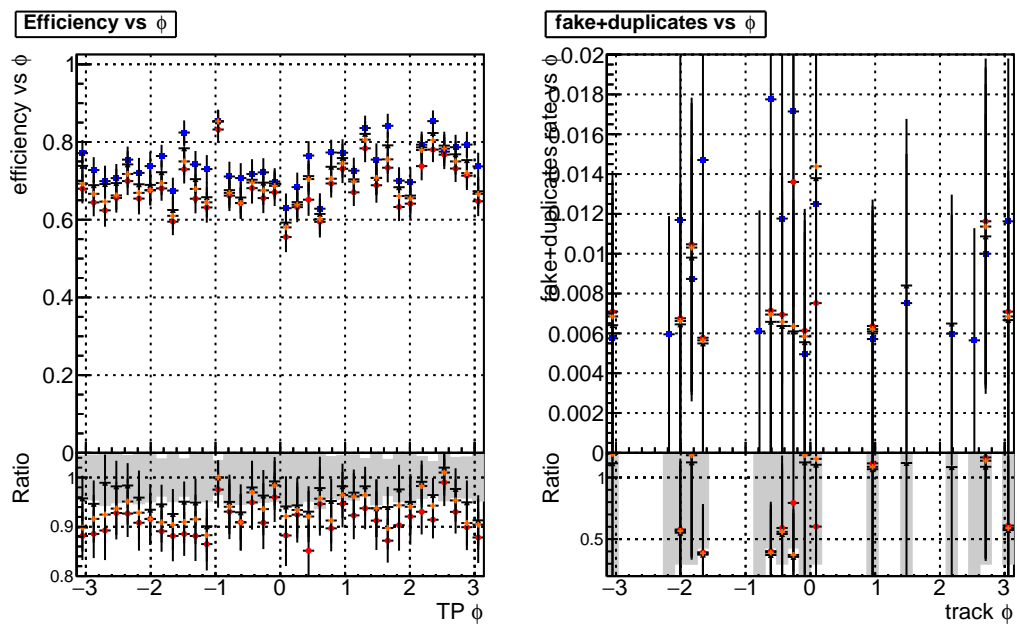 Efficiency vs ϕ
efficiency vs ϕ
1
0.8
0.6
0.4
0.2
0
Ratio
1
0.9
0.8
−3 −2 −1 0 1 2 3
TP ϕ
fake+duplicates vs ϕ
fake+duplicates rate vs ϕ
0.02
0.018
0.016
0.014
0.012
0.01
0.008
0.006
0.004
0.002
0
Ratio
1
0.5
−3 −2 −1 0 1 2 3
track ϕ